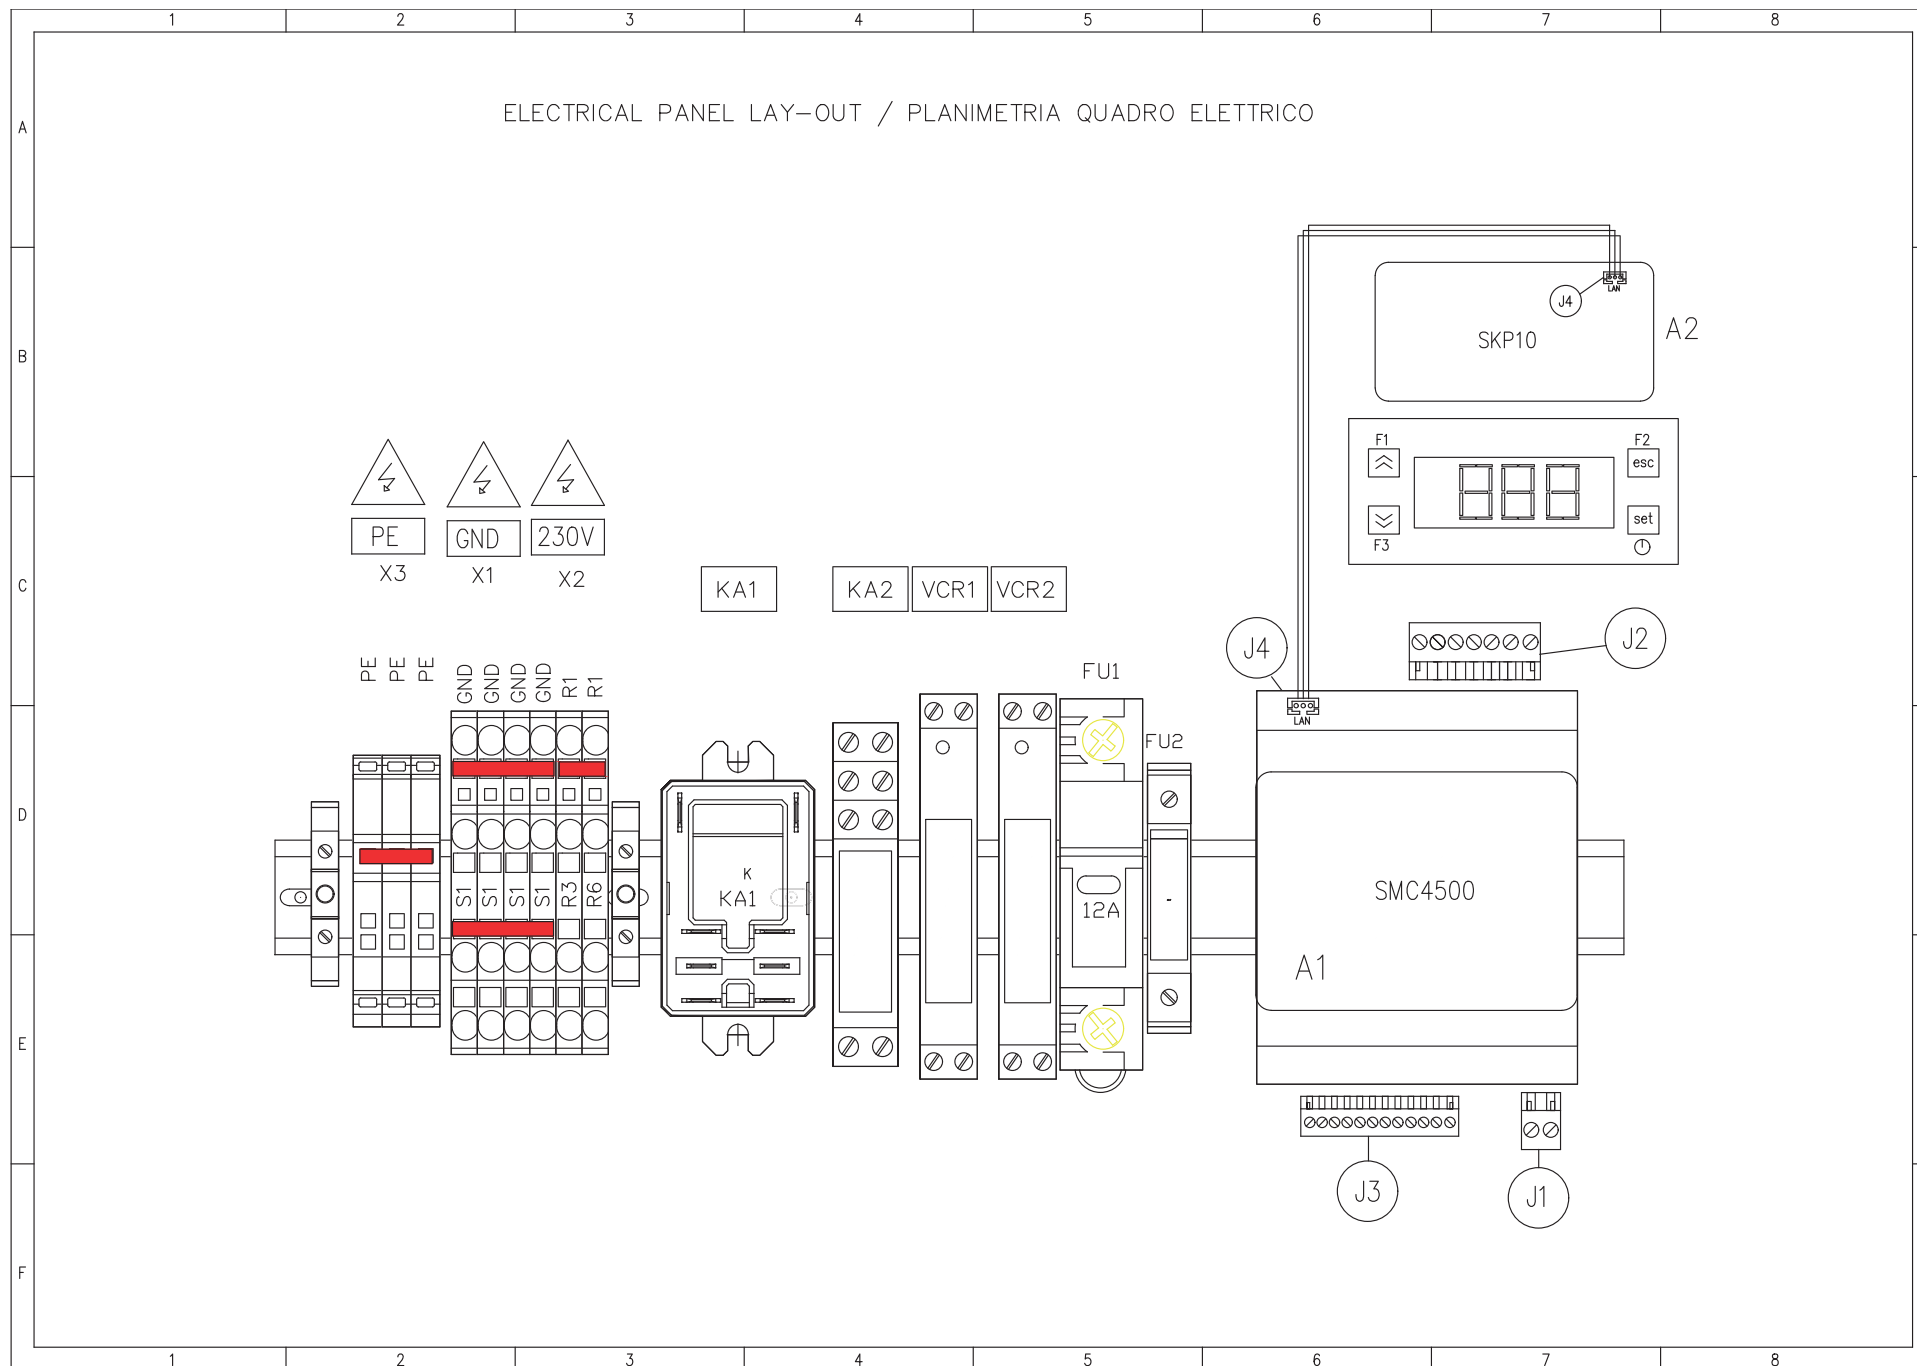 1 2 3 4 5 6 7 8
A
ELECTRICAL PANEL LAY-OUT / PLANIMETRIA QUADRO ELETTRICO
B
J4
LAN
SKP10
A2
F1
F2
esc
set
F3
PE
GND
230V
X3
X1
X2
C
KA1
KA2
VCR1
VCR2
J4
J2
PE
PE
PE
GND
GND
GND
GND
R1
R1
FU1
FU2
LAN
D
K
KA1
S1
S1
S1
S1
R3
R6
12A
-
SMC4500
A1
E
J3
J1
F
1 2 3 4 5 6 7 8